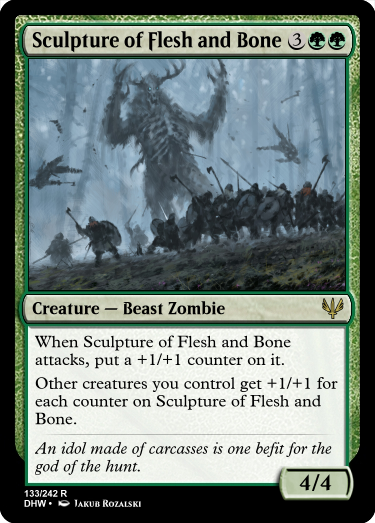 Sculpture of Flesh and Bone 3
Creature — Beast Zombie
When Sculpture of Flesh and Bone
attacks, put a +1/+1 counter on it.
Other creatures you control get +1/+1 for
each counter on Sculpture of Flesh and
Bone.
An idol made of carcasses is one befit for the
god of the hunt.
4/4
133/242 R
DHW • Jakub Rozalski